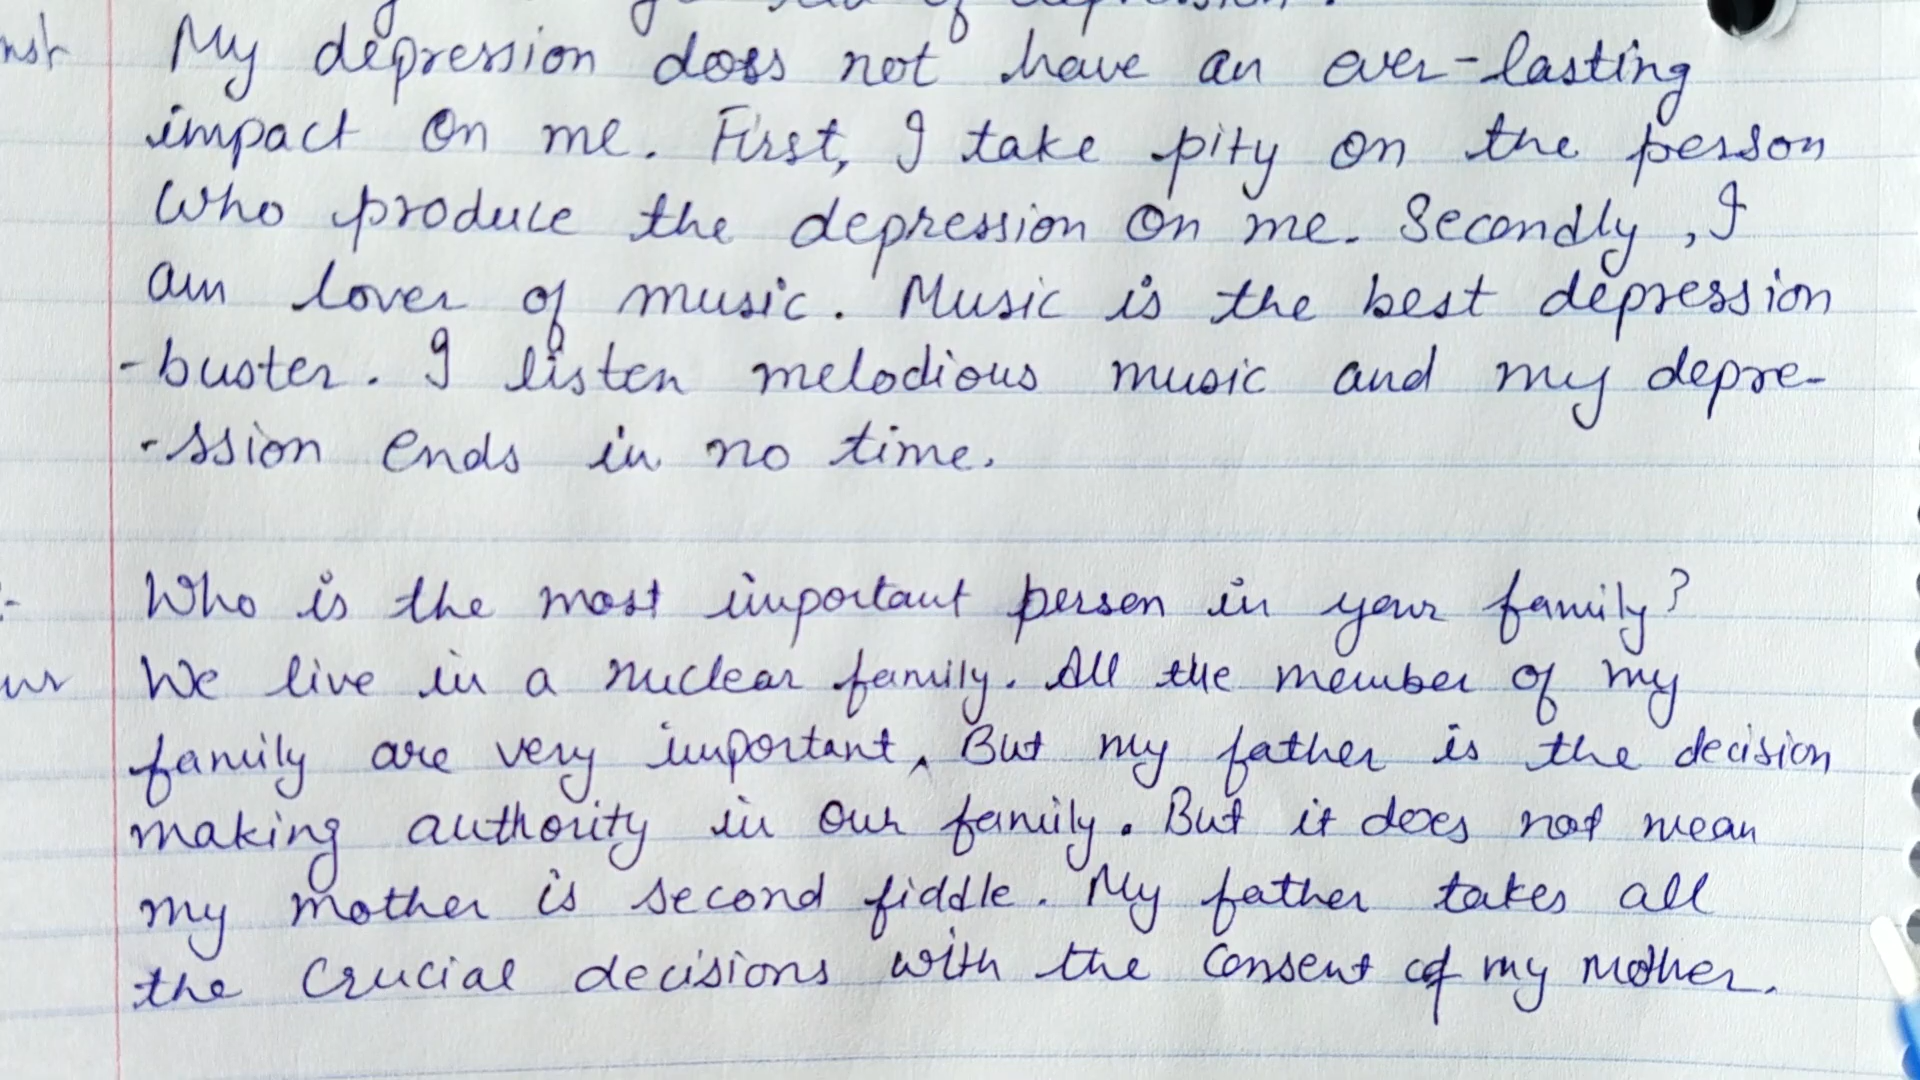 of depression.
My depression does not have an ever-lasting
impact on me. First, I take pity on the person
who produce the depression on me. Secondly, I
am lover of music. Music is the best depression
-buster. I listen melodious music and my depre-
-ssion ends in no time.
Who is the most important person in your family?
We live in a nuclear family. All the member of my
family are very important. But my father is the decision
making authority in our family. But it does not mean
my mother is second fiddle. My father takes all
the crucial decisions with the consent of my mother.